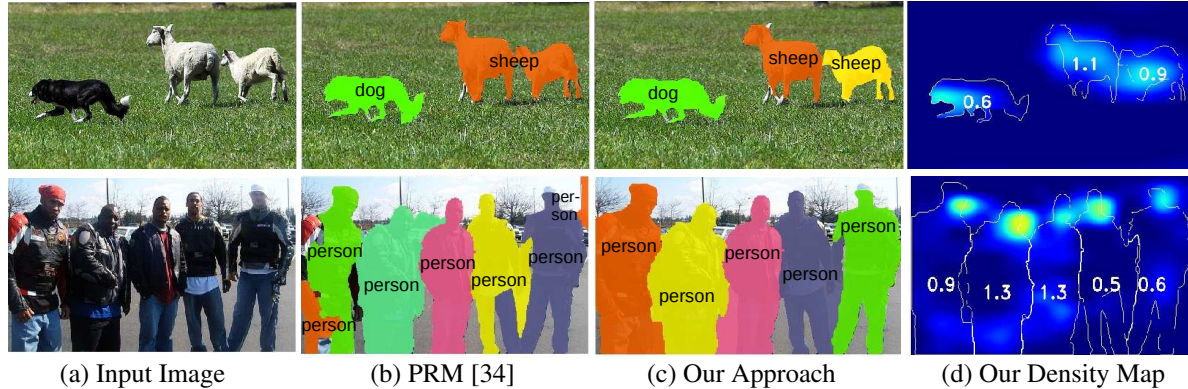 sheep
dog
sheep
sheep
dog
1.1
0.9
0.6
per-
son
person
person
person
person
person
person
person
person
person
person
person
0.9
1.3
1.3
0.5
0.6
(a) Input Image
(b) PRM [34]
(c) Our Approach
(d) Our Density Map